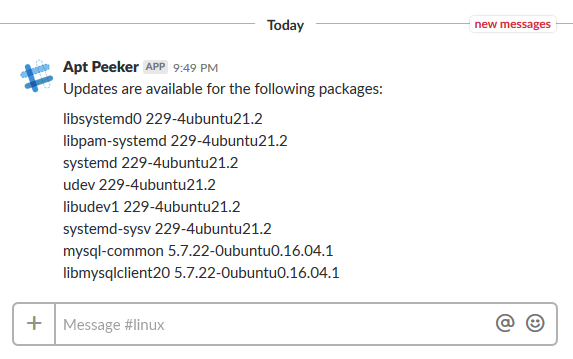 Today
new messages
Apt Peeker APP 9:49 PM
Updates are available for the following packages:
libsystemd0 229-4ubuntu21.2
libpam-systemd 229-4ubuntu21.2
systemd 229-4ubuntu21.2
udev 229-4ubuntu21.2
libudev1 229-4ubuntu21.2
systemd-sysv 229-4ubuntu21.2
mysql-common 5.7.22-0ubuntu0.16.04.1
libmysqlclient20 5.7.22-0ubuntu0.16.04.1
+ Message #linux @